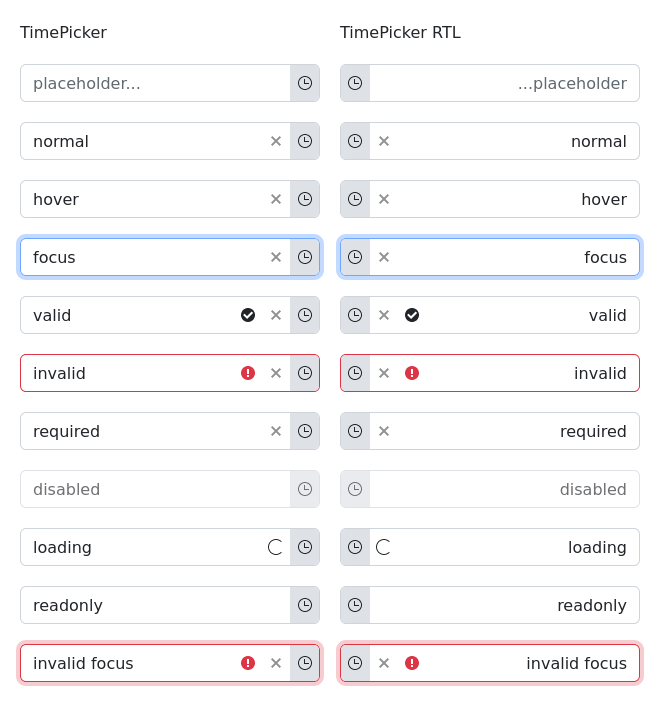 TimePicker
placeholder...
normal
hover
focus
valid
invalid
required
disabled
loading
readonly
invalid focus
TimePicker RTL
...placeholder
normal
hover
focus
valid
invalid
required
disabled
loading
readonly
invalid focus